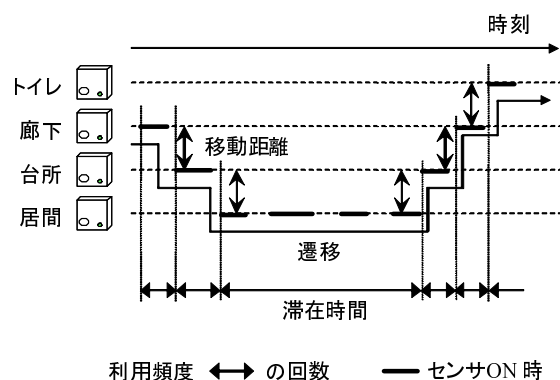 時刻
トイレ
廊下
台所
居間
移動距離
遷移
滞在時間
利用頻度 の回数 センサON 時